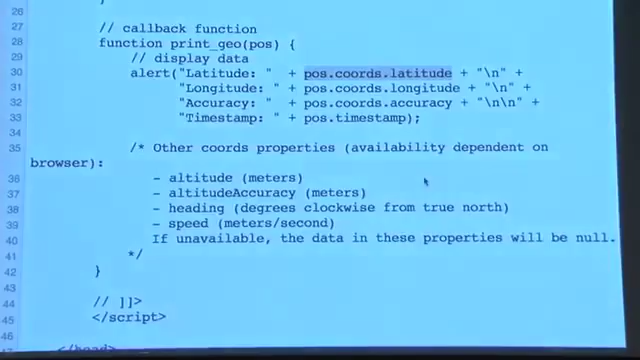 26
27 // callback function
28 function print_geo(pos) {
29 // display data
30 alert("Latitude: " + pos.coords.latitude + "\n" +
31 "Longitude: " + pos.coords.longitude + "\n" +
32 "Accuracy: " + pos.coords.accuracy + "\n\n" +
33 "Timestamp: " + pos.timestamp);
34
35 /* Other coords properties (availability dependent on
browser):
36 - altitude (meters)
37 - altitudeAccuracy (meters)
38 - heading (degrees clockwise from true north)
39 - speed (meters/second)
40 If unavailable, the data in these properties will be null.
41 */
42 }
43
44 // ]]>
45 </script>
46
</head>